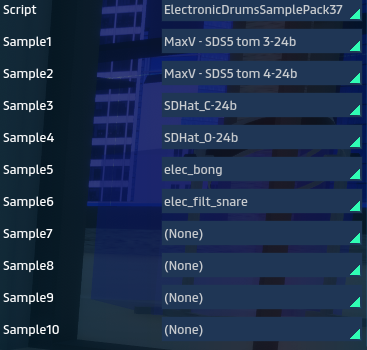 Script ElectronicDrumsSamplePack37
Sample1 MaxV - SDS5 tom 3-24b
Sample2 MaxV - SDS5 tom 4-24b
Sample3 SDHat_C-24b
Sample4 SDHat_O-24b
Sample5 elec_bong
Sample6 elec_filt_snare
Sample7 (None)
Sample8 (None)
Sample9 (None)
Sample10 (None)